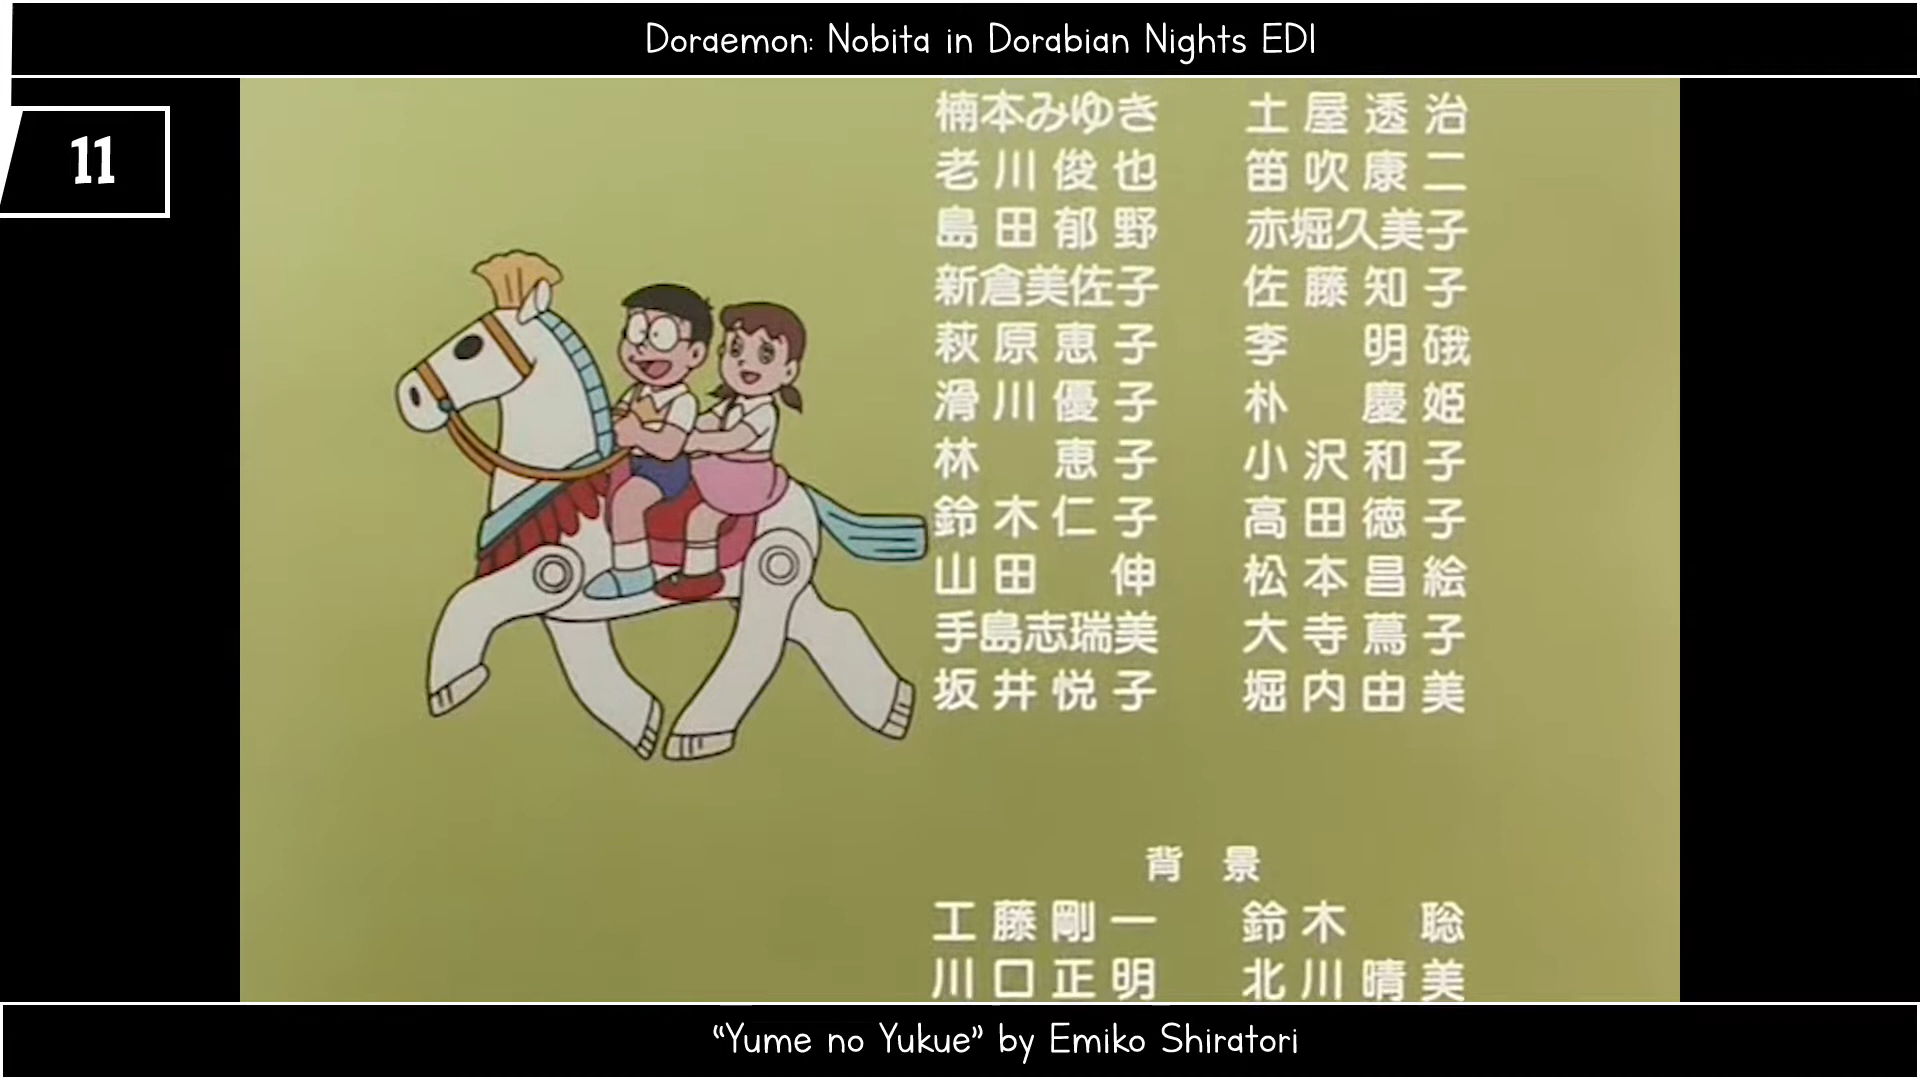 Doraemon: Nobita in Dorabian Nights ED1
11
楠本みゆき 土屋透治
老川俊也 笛吹康二
島田郁野 赤堀久美子
新倉美佐子 佐藤知子
萩原恵子 李明硪
滑川優子 朴慶姫
林恵子 小沢和子
鈴木仁子 高田徳子
山田伸 松本昌絵
手島志瑞美 大寺蔦子
坂井悦子 堀内由美
背景
工藤剛一 鈴木聡
川口正明 北川晴美
“Yume no Yukue” by Emiko Shiratori